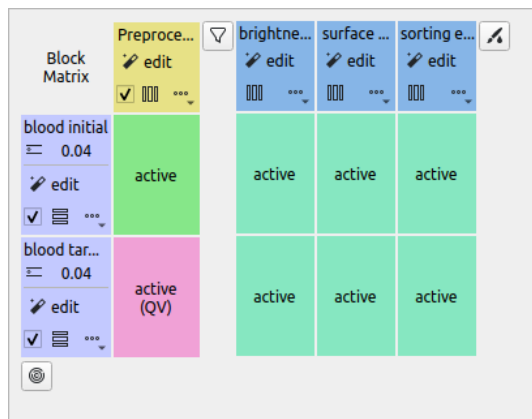 Block
Matrix
Preproce...
edit
brightne...
edit
surface ...
edit
sorting e...
edit
blood initial
0.04
edit
active
active
active
active
blood tar...
0.04
edit
active
(QV)
active
active
active